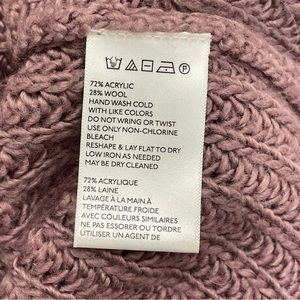 72% ACRYLIC
28% WOOL
HAND WASH COLD
WITH LIKE COLORS
DO NOT WRING OR TWIST
USE ONLY NON-CHLORINE
BLEACH
RESHAPE & LAY FLAT TO DRY
LOW IRON AS NEEDED
MAY BE DRY CLEANED
72% ACRYLIQUE
28% LAINE
LAVAGE À LA MAIN À
TEMPÉRATURE FROIDE
AVEC COULEURS SIMILAIRES
NE PAS ESSORER OU TORDRE
UTILISER UN AGENT DE